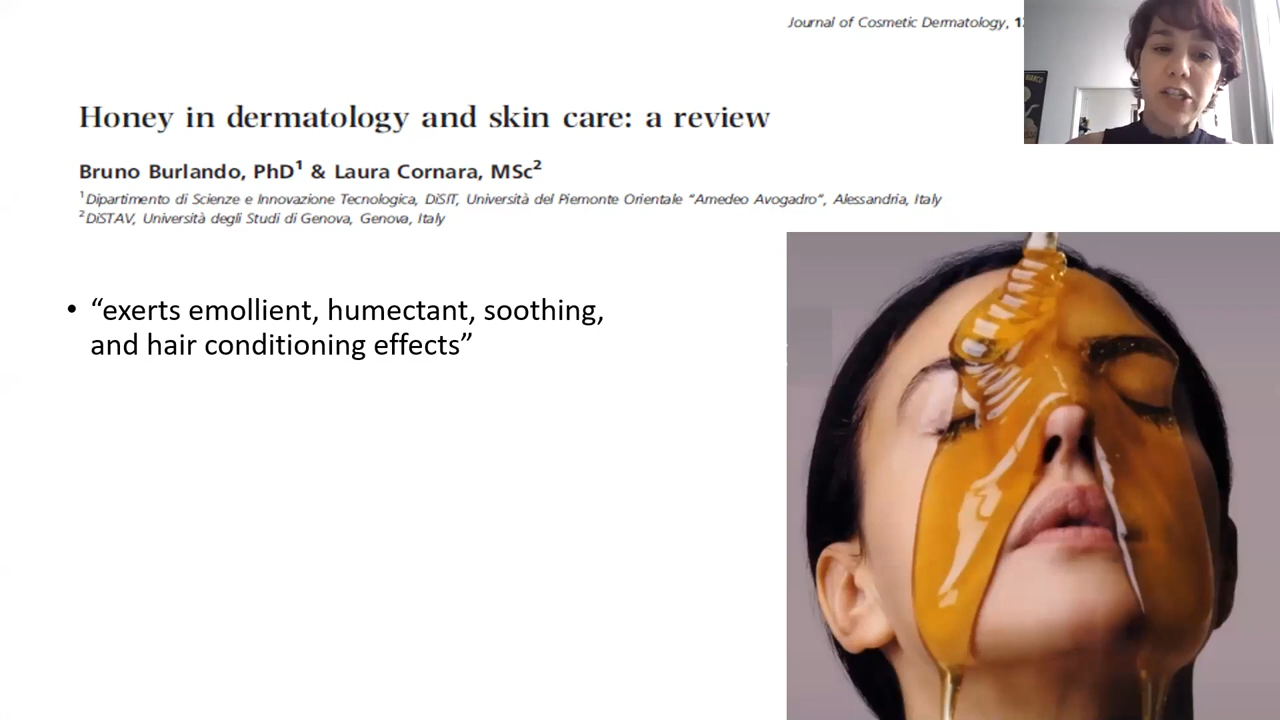 Journal of Cosmetic Dermatology,
Honey in dermatology and skin care: a review
Bruno Burlando, PhD¹ & Laura Cornara, MSc²
¹Dipartimento di Scienze e Innovazione Tecnologica, DiSIT, Università del Piemonte Orientale “Amedeo Avogadro”, Alessandria, Italy
²DiSTAV, Università degli Studi di Genova, Genova, Italy
• “exerts emollient, humectant, soothing,
and hair conditioning effects”